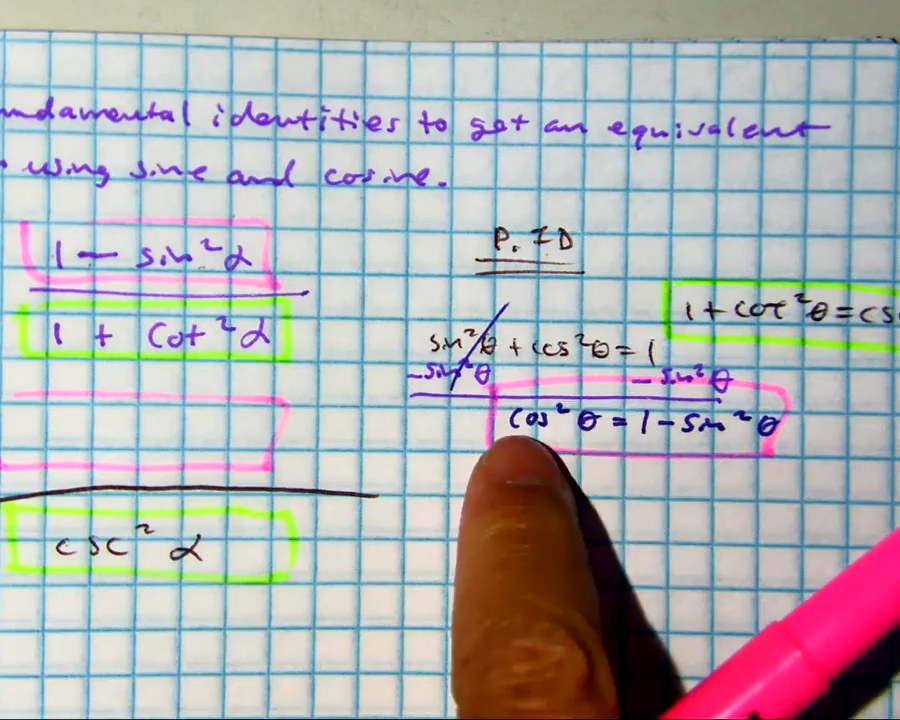 ndamental identities to get an equivalent
using sine and cosine.
1 - sin²α
1 + cot²α
csc²α
P. ID
sin²θ + cos²θ = 1
-sin²θ -sin²θ
cos²θ = 1 - sin²θ
1 + cot²θ = cs